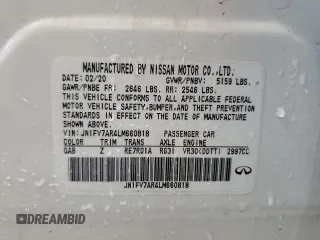 MANUFACTURED BY NISSAN MOTOR CO.,LTD.
DATE: 02/20 GVWR/PNBV: 5159 LBS.
GAWR/PNBE FR: 2646 LBS. RR: 2546 LBS.
THIS VEHICLE CONFORMS TO ALL APPLICABLE
FEDERAL MOTOR VEHICLE SAFETY, BUMPER, AND THEFT PREVENTION
STANDARDS IN EFFECT ON THE DATE OF MANUFACTURE SHOWN ABOVE.
VIN: JN1FV7AR4LM660818 PASSENGER CAR
COLOR TRIM TRANS AXLE ENGINE
QAB Z RE7R01A RG31 VR30(DDTT) 2997CC
JN1FV7AR4LM660818
INFINITI